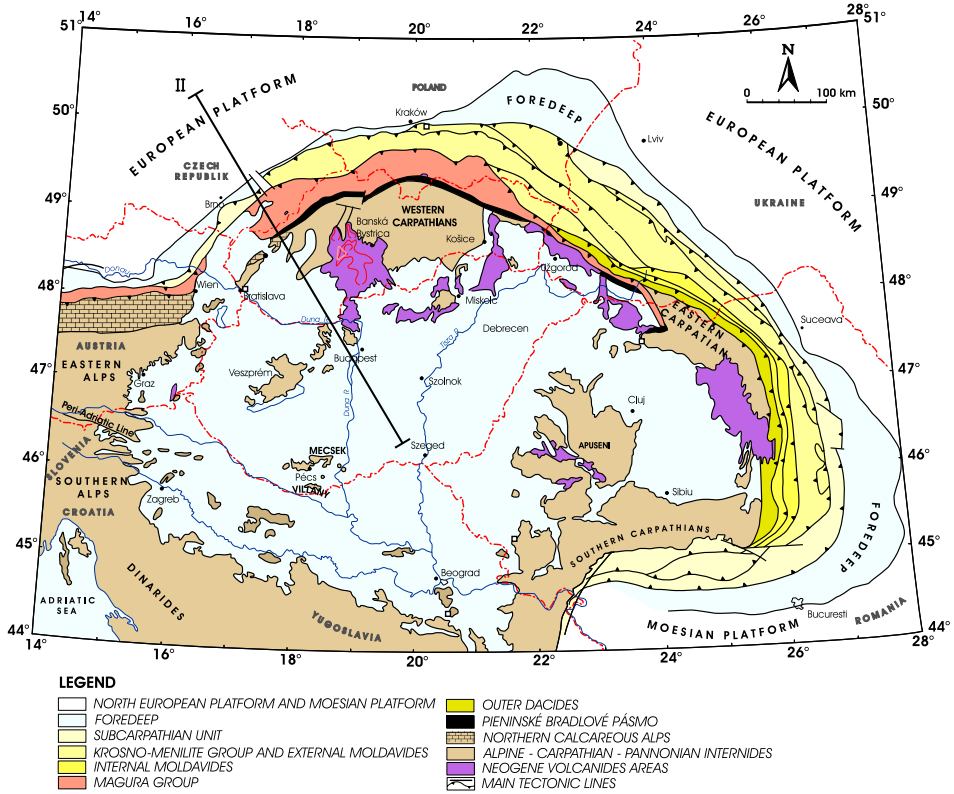 14° 16° 18° 20° 22° 24° 26° 28°
51° 51°
N
0 100 km
II
EUROPEAN PLATFORM
POLAND
FOREDEEP
Kraków
Lviv
EUROPEAN PLATFORM
50° 50°
CZECH
REPUBLIK
UKRAINE
Brno
49° 49°
WESTERN
CARPATHIANS
Banská
Bystrica
Košice
Užgorod
Donau
Wien
Bratislava
48° 48°
Miskolc
Duna R.
Tisa R.
Debrecen
EASTERN
CARPATIAN
Suceava
AUSTRIA
EASTERN
ALPS
47° 47°
Budapest
Veszprém
Graz
Szolnok
Duna R.
Cluj
Peri-Adriatic Line
SLOVENIA
46° 46°
Szeged
MECSEK
Pécs
VILLÁNY
APUSENI
SOUTHERN
ALPS
Zagreb
Sibiu
CROATIA
SOUTHERN CARPATHIANS
FOREDEEP
45° 45°
DINARIDES
Beograd
ADRIATIC
SEA
YUGOSLAVIA
MOESIAN PLATFORM
Bucuresti
ROMANIA
44° 44°
14° 16° 18° 20° 22° 24° 26° 28°
LEGEND
NORTH EUROPEAN PLATFORM AND MOESIAN PLATFORM
FOREDEEP
SUBCARPATHIAN UNIT
KROSNO-MENILITE GROUP AND EXTERNAL MOLDAVIDES
INTERNAL MOLDAVIDES
MAGURA GROUP
OUTER DACIDES
PIENINSKÉ BRADLOVÉ PÁSMO
NORTHERN CALCAREOUS ALPS
ALPINE - CARPATHIAN - PANNONIAN INTERNIDES
NEOGENE VOLCANIDES AREAS
MAIN TECTONIC LINES